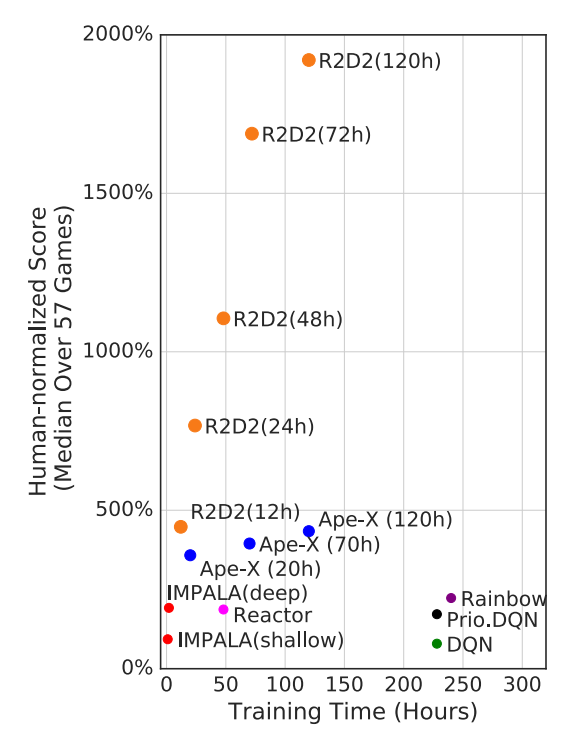 2000%
R2D2(120h)
R2D2(72h)
1500%
R2D2(48h)
1000%
R2D2(24h)
500%
R2D2(12h)
Ape-X (120h)
Ape-X (70h)
Ape-X (20h)
IMPALA(deep)
Rainbow
Reactor
Prio.DQN
IMPALA(shallow)
DQN
0%
0 50 100 150 200 250 300
Training Time (Hours)
Human-normalized Score
(Median Over 57 Games)